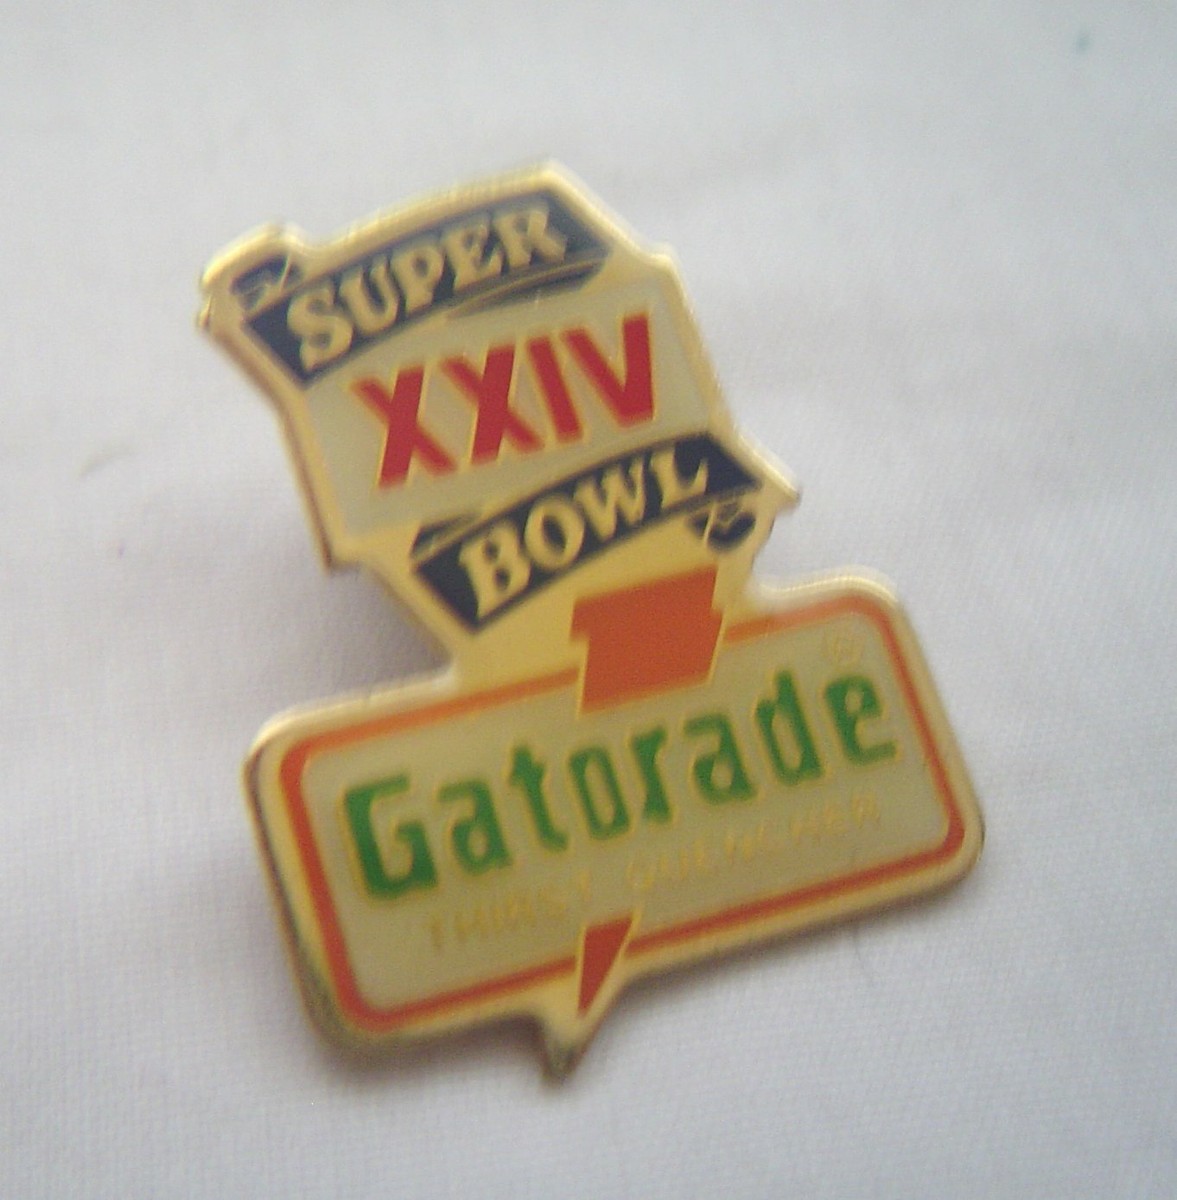 SUPER
XXIV
BOWL
Gatorade®
THIRST QUENCHER